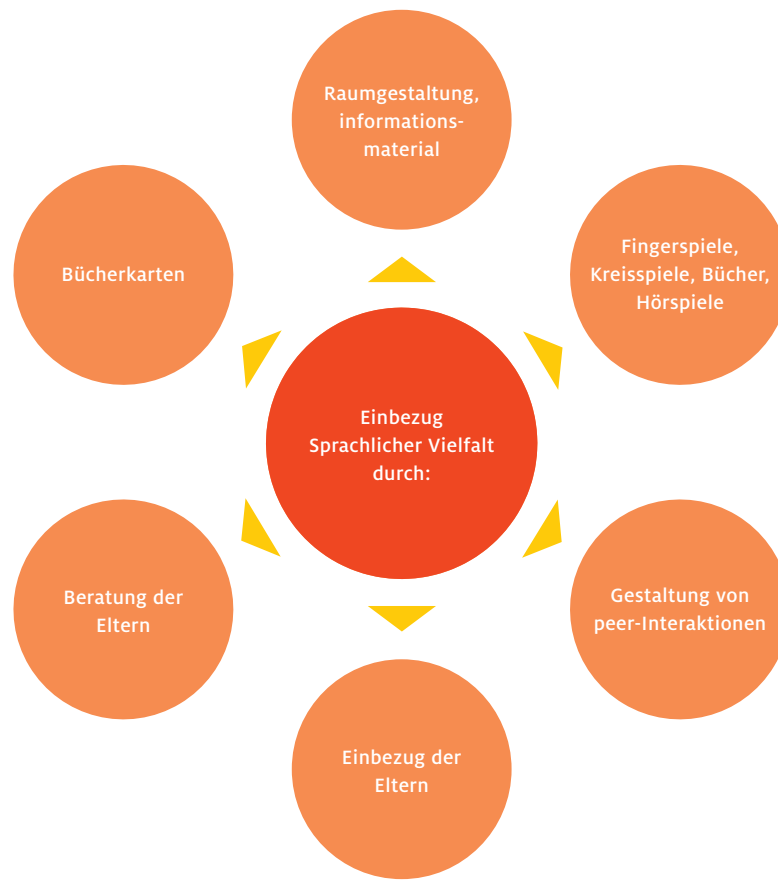 Raumgestaltung,
informations-
material
Bücherkarten
Fingerspiele,
Kreisspiele, Bücher,
Hörspiele
Einbezug
Sprachlicher Vielfalt
durch:
Beratung der
Eltern
Gestaltung von
peer-Interaktionen
Einbezug der
Eltern